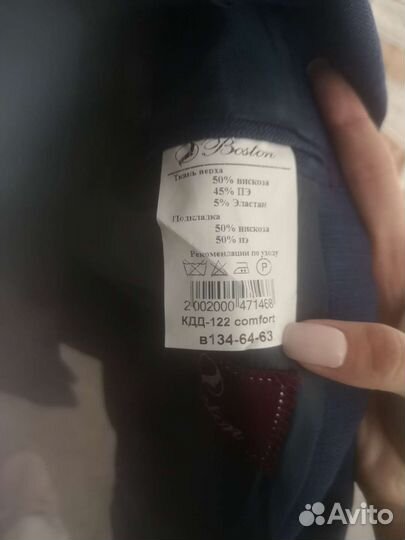 Boston
Ткань верха
50% вискоза
45% ПЭ
5% Эластан
Подкладка
50% вискоза
50% пэ
Рекомендации по уходу
P
2 002000 471468
КДД-122 comfort
в134-64-63
Avito